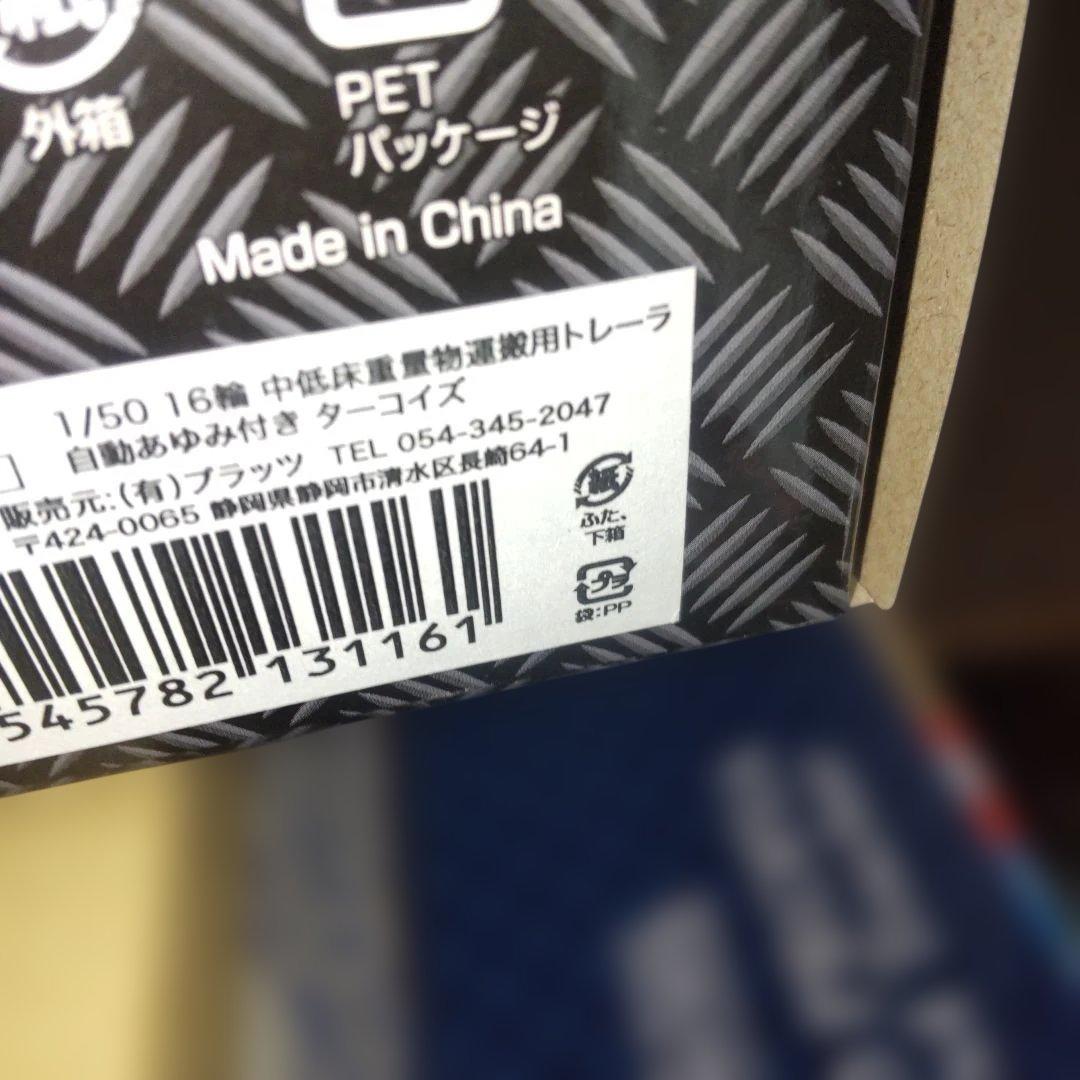 外箱
PET
パッケージ
Made in China
1/50 16輪 中低床重量物運搬用トレーラ
自動あゆみ付き ターコイズ
販売元:(有)プラッツ TEL 054-345-2047
〒424-0065 静岡県静岡市清水区長崎64-1
紙
ふた、
下箱
プラ
袋:PP
545782 131161